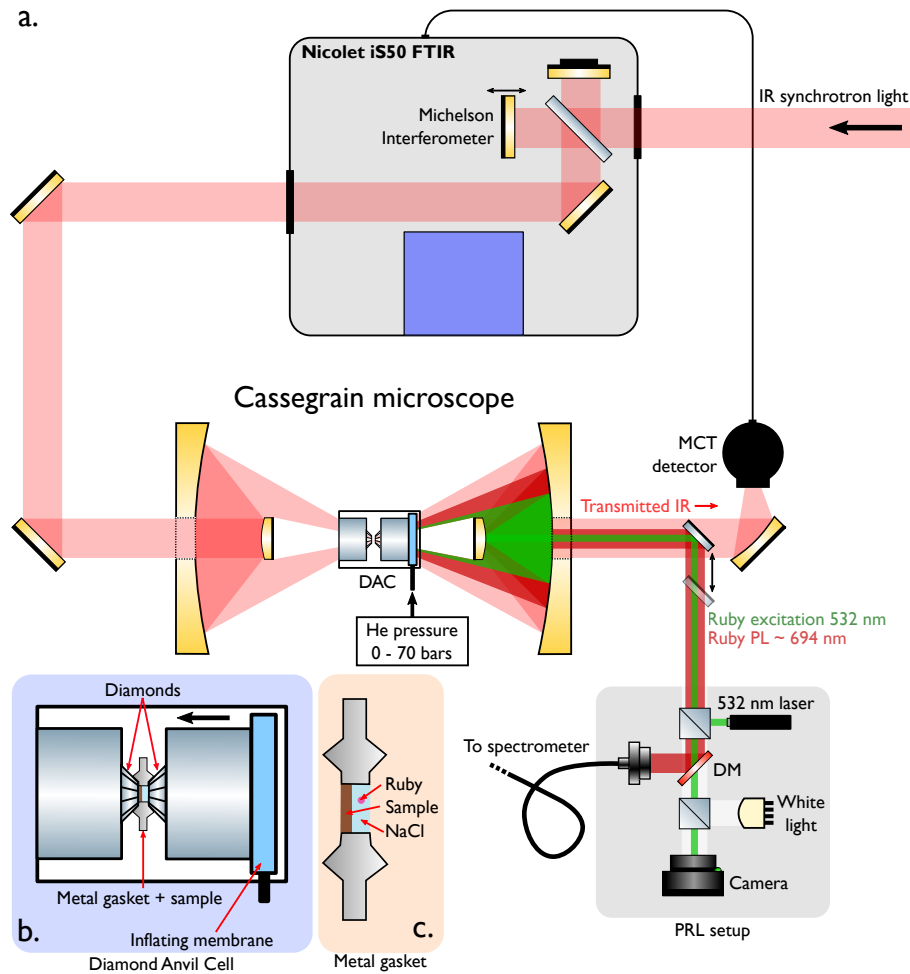 a.
Nicolet iS50 FTIR
IR synchrotron light
Michelson
Interferometer
Cassegrain microscope
MCT
detector
Transmitted IR
DAC
He pressure
0 - 70 bars
Ruby excitation 532 nm
Ruby PL ~ 694 nm
532 nm laser
To spectrometer
DM
White
light
Camera
PRL setup
Diamonds
Metal gasket + sample
Inflating membrane
b.
Diamond Anvil Cell
Ruby
Sample
NaCl
c.
Metal gasket